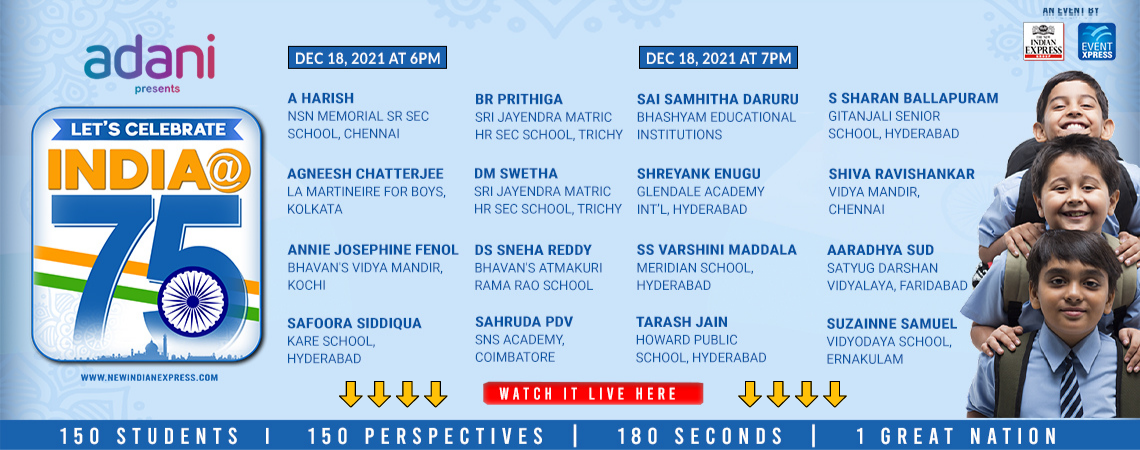 adani
presents
LET'S CELEBRATE
INDIA@
75
WWW.NEWINDIANEXPRESS.COM
DEC 18, 2021 AT 6PM
A HARISH
NSN MEMORIAL SR SEC
SCHOOL, CHENNAI
AGNEESH CHATTERJEE
LA MARTINEIRE FOR BOYS,
KOLKATA
ANNIE JOSEPHINE FENOL
BHAVAN'S VIDYA MANDIR,
KOCHI
SAFOORA SIDDIQUA
KARE SCHOOL,
HYDERABAD
BR PRITHIGA
SRI JAYENDRA MATRIC
HR SEC SCHOOL, TRICHY
DM SWETHA
SRI JAYENDRA MATRIC
HR SEC SCHOOL, TRICHY
DS SNEHA REDDY
BHAVAN'S ATMAKURI
RAMA RAO SCHOOL
SAHRUDA PDV
SNS ACADEMY,
COIMBATORE
DEC 18, 2021 AT 7PM
SAI SAMHITHA DARURU
BHASHYAM EDUCATIONAL
INSTITUTIONS
SHREYANK ENUGU
GLENDALE ACADEMY
INT'L, HYDERABAD
SS VARSHINI MADDALA
MERIDIAN SCHOOL,
HYDERABAD
TARASH JAIN
HOWARD PUBLIC
SCHOOL, HYDERABAD
S SHARAN BALLAPURAM
GITANJALI SENIOR
SCHOOL, HYDERABAD
SHIVA RAVISHANKAR
VIDYA MANDIR,
CHENNAI
AARADHYA SUD
SATYUG DARSHAN
VIDYALAYA, FARIDABAD
SUZAINNE SAMUEL
VIDYODAYA SCHOOL,
ERNAKULAM
AN EVENT BY
THE NEW
INDIAN
EXPRESS
GROUP
EVENT
XPRESS
WATCH IT LIVE HERE
150 STUDENTS | 150 PERSPECTIVES | 180 SECONDS | 1 GREAT NATION